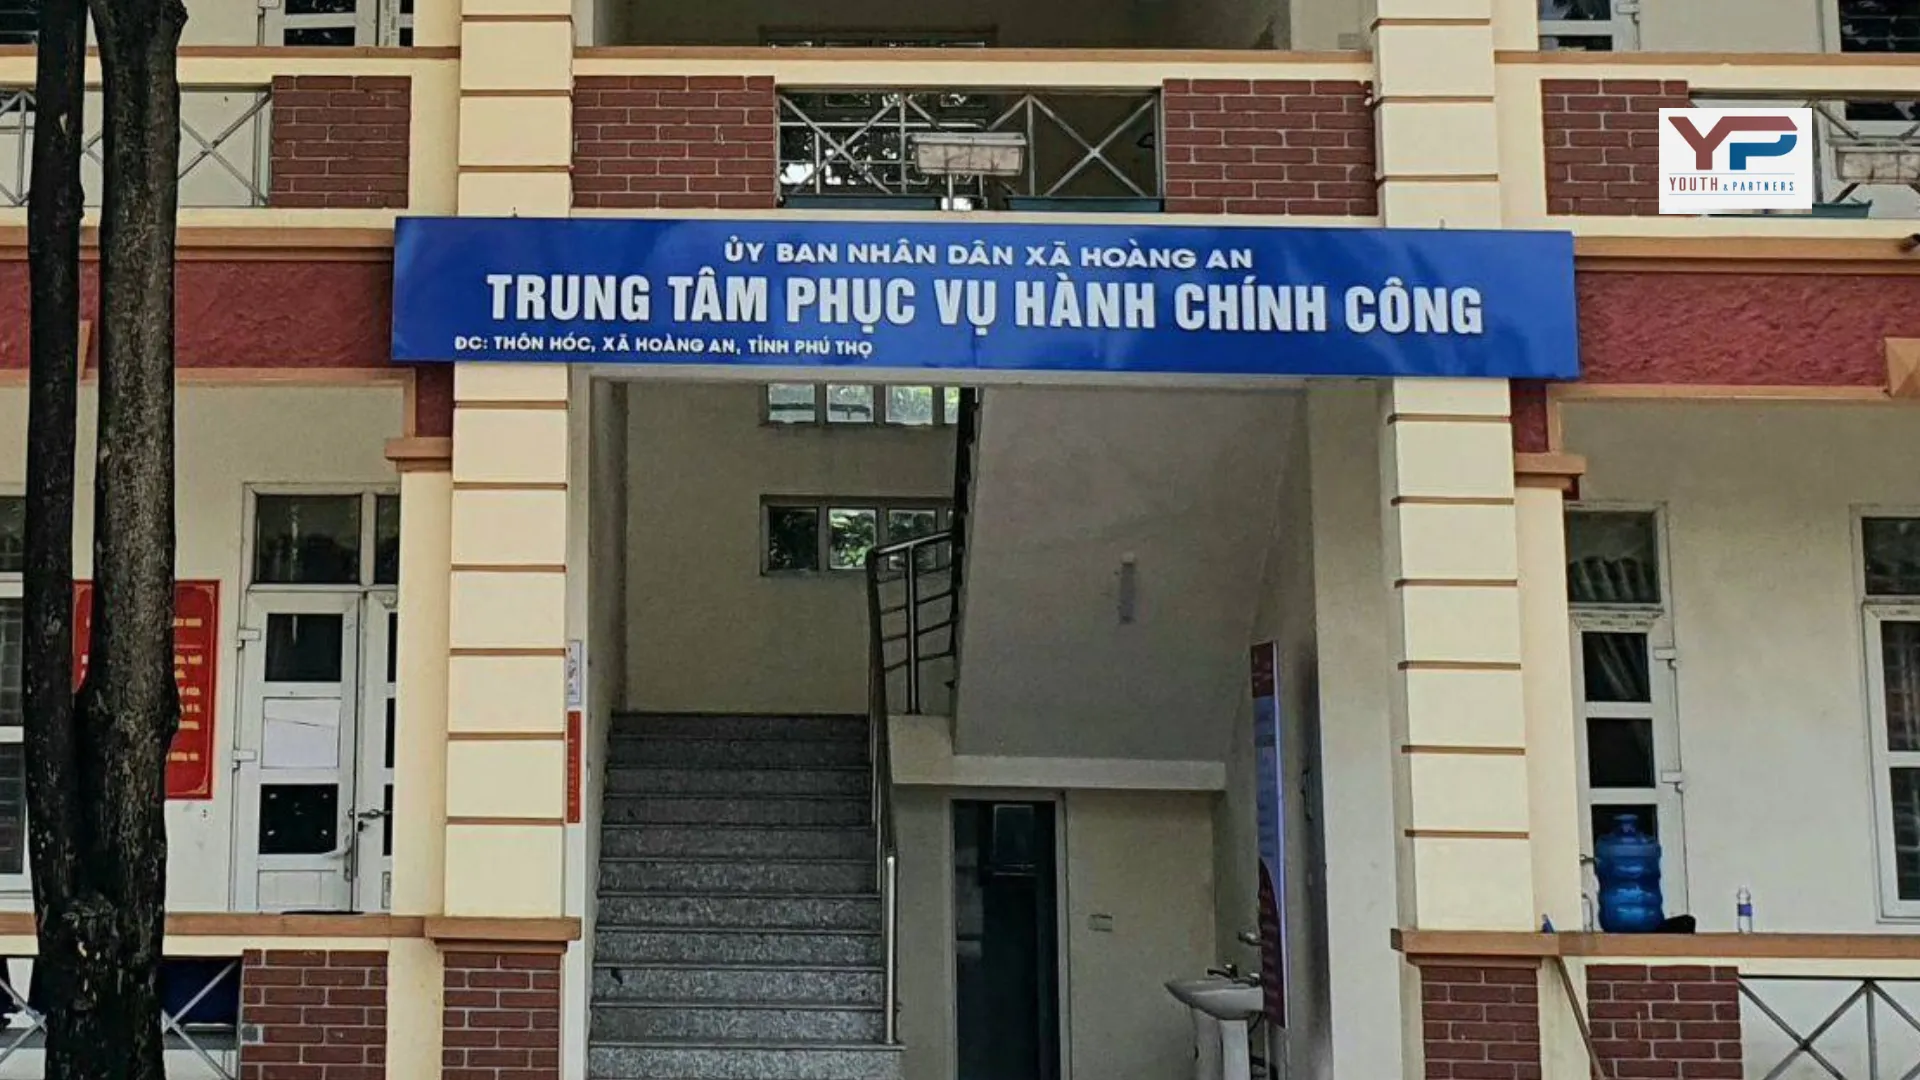 YP
YOUTH & PARTNERS
ỦY BAN NHÂN DÂN XÃ HOÀNG AN
TRUNG TÂM PHỤC VỤ HÀNH CHÍNH CÔNG
ĐC: THÔN HÓC, XÃ HOÀNG AN, TỈNH PHÚ THỌ